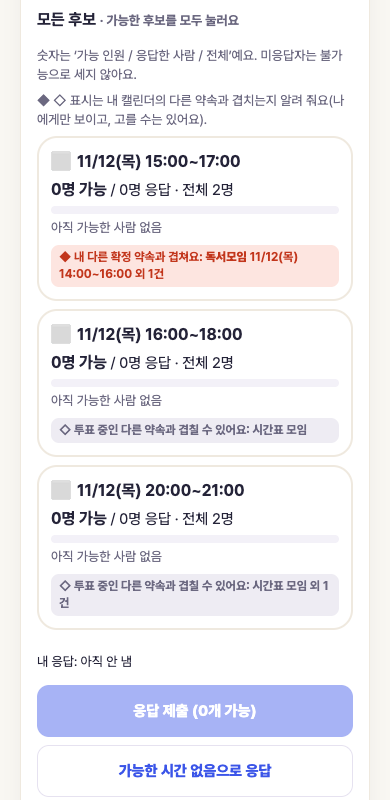 모든 후보 · 가능한 후보를 모두 눌러요
숫자는 ‘가능 인원 / 응답한 사람 / 전체’예요. 미응답자는 불가
능으로 세지 않아요.
◆ ◇ 표시는 내 캘린더의 다른 약속과 겹치는지 알려 줘요(나
에게만 보이고, 고를 수는 있어요).
11/12(목) 15:00~17:00
0명 가능 / 0명 응답 · 전체 2명
아직 가능한 사람 없음
◆ 내 다른 확정 약속과 겹쳐요: 독서모임 11/12(목)
14:00~16:00 외 1건
11/12(목) 16:00~18:00
0명 가능 / 0명 응답 · 전체 2명
아직 가능한 사람 없음
◇ 투표 중인 다른 약속과 겹칠 수 있어요: 시간표 모임
11/12(목) 20:00~21:00
0명 가능 / 0명 응답 · 전체 2명
아직 가능한 사람 없음
◇ 투표 중인 다른 약속과 겹칠 수 있어요: 시간표 모임 외 1
건
내 응답: 아직 안 냄
응답 제출 (0개 가능)
가능한 시간 없음으로 응답